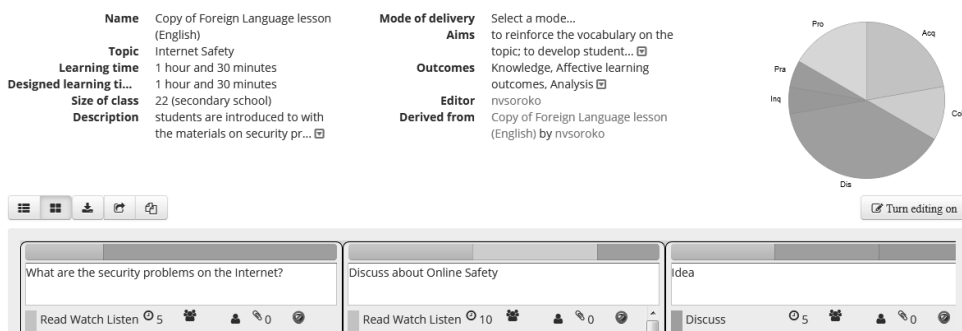 Name Copy of Foreign Language lesson
(English)
Topic Internet Safety
Learning time 1 hour and 30 minutes
Designed learning ti... 1 hour and 30 minutes
Size of class 22 (secondary school)
Description students are introduced to with
the materials on security pr...
Mode of delivery Select a mode...
Aims to reinforce the vocabulary on the
topic; to develop student...
Outcomes Knowledge, Affective learning
outcomes, Analysis
Editor nvsoroko
Derived from Copy of Foreign Language lesson
(English) by nvsoroko
Pro
Acq
Pra
Inq
Col
Dis
Turn editing on
What are the security problems on the Internet?
Discuss about Online Safety
Idea
Read Watch Listen 5 0
Read Watch Listen 10 0
Discuss 5 0